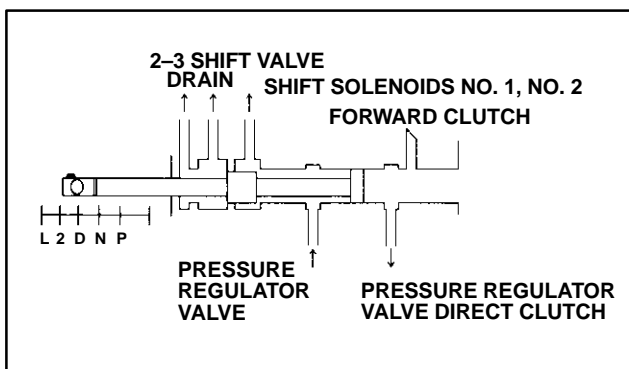 2–3 SHIFT VALVE
DRAIN
SHIFT SOLENOIDS NO. 1, NO. 2
FORWARD CLUTCH
L 2 D N P
PRESSURE
REGULATOR
VALVE
PRESSURE REGULATOR
VALVE DIRECT CLUTCH